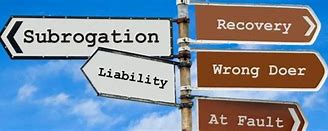 Subrogation
Recovery
Liability
Wrong Doer
At Fault